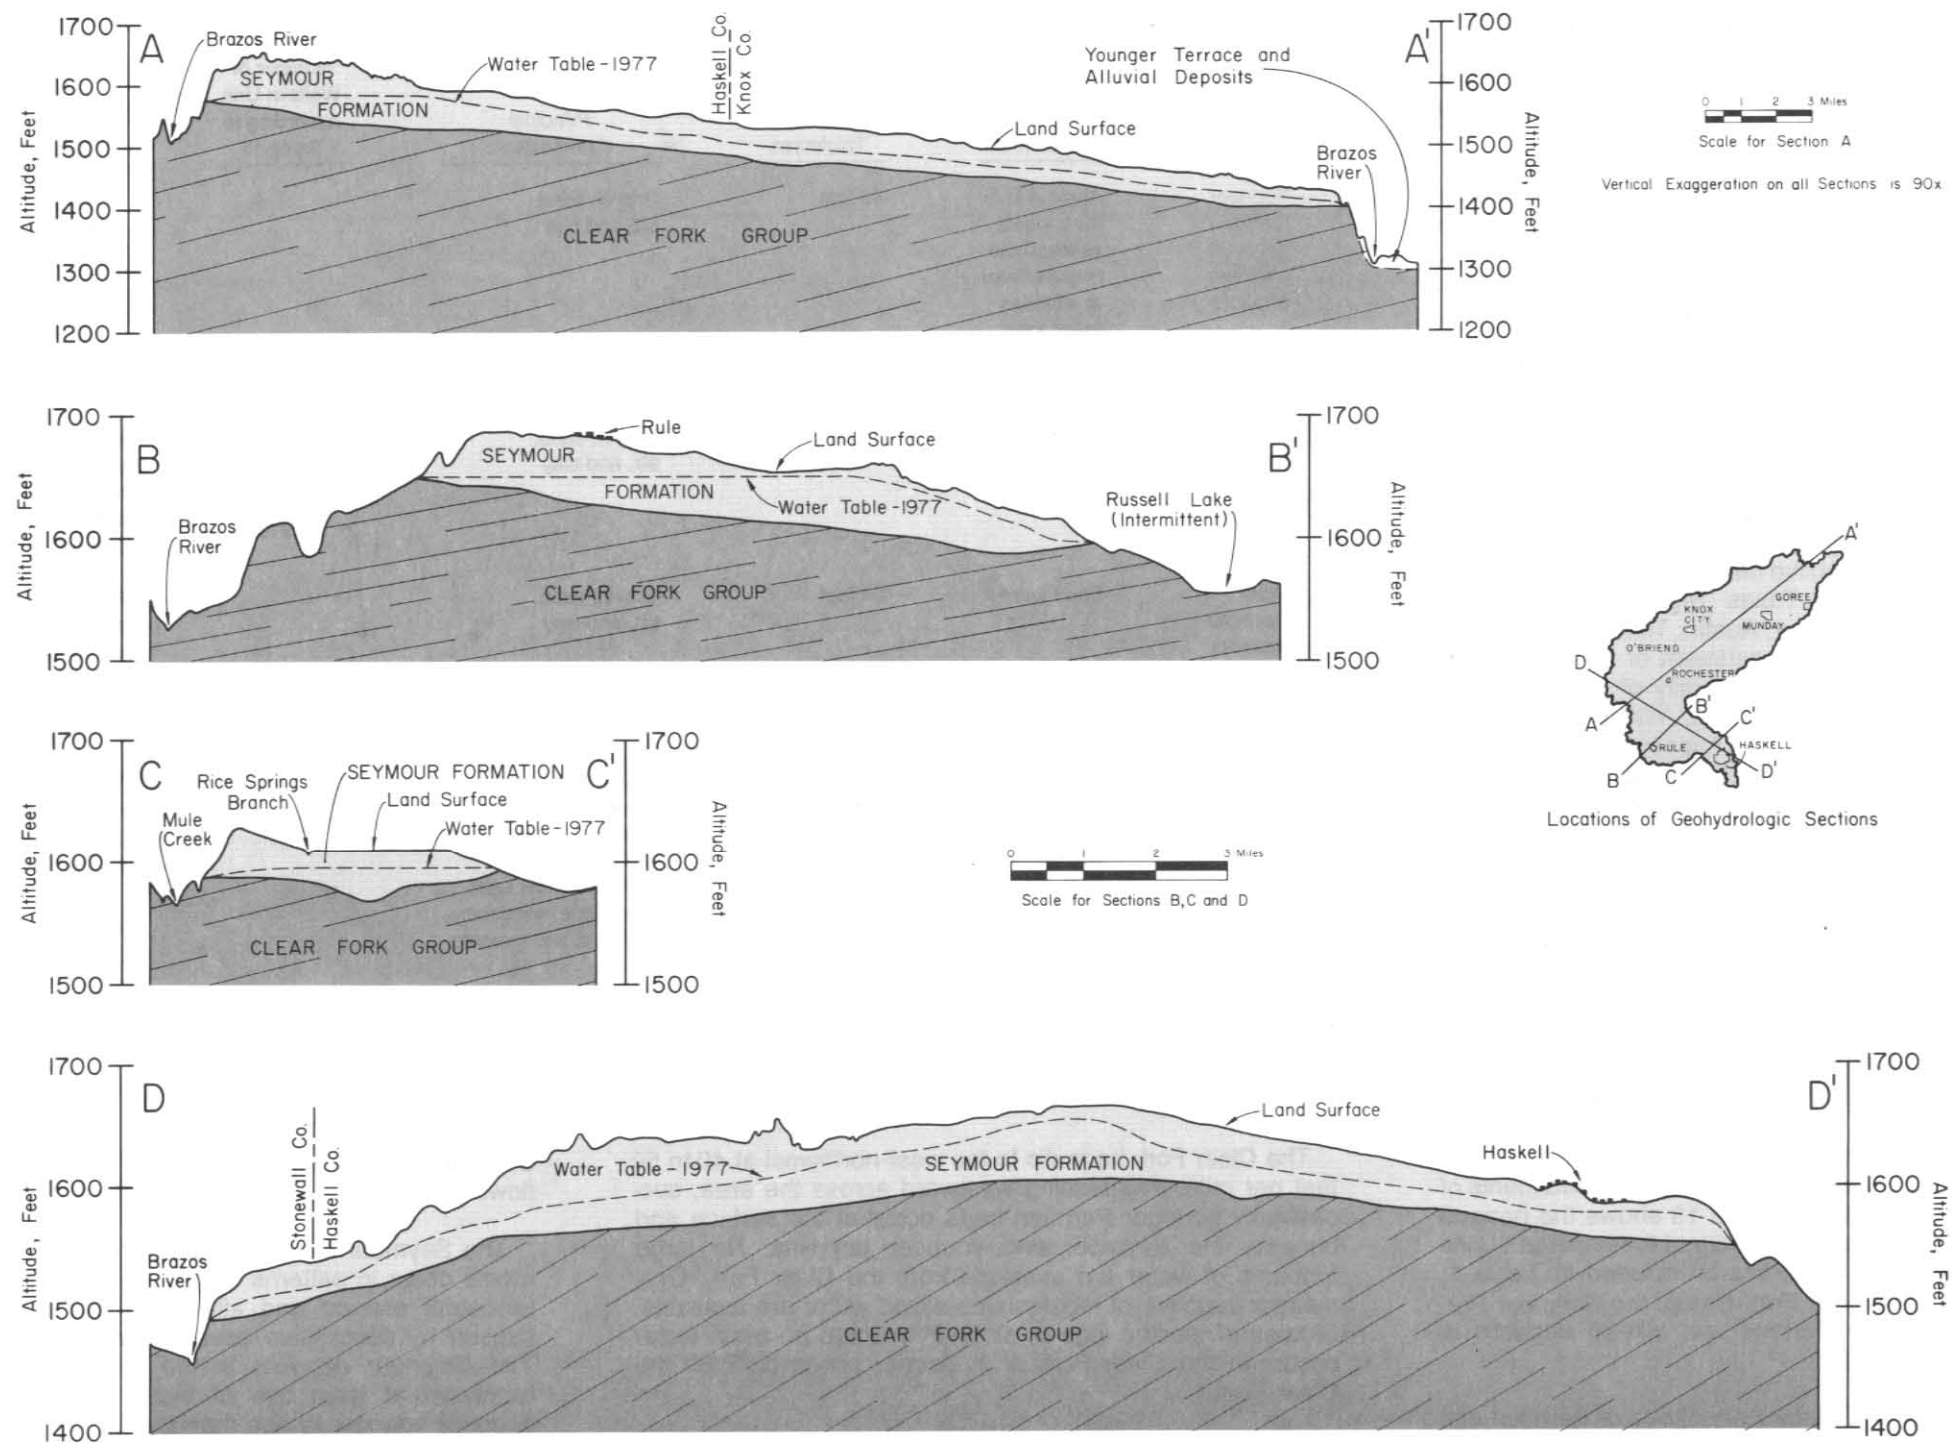 1700
1600
1500
1400
1300
1200
Altitude, Feet
A
Brazos River
SEYMOUR
FORMATION
Water Table-1977
Haskell Co.
Knox Co.
Land Surface
CLEAR FORK GROUP
Younger Terrace and
Alluvial Deposits
Brazos
River
A'
1700
1600
1500
1400
1300
1200
Altitude, Feet
0 1 2 3 Miles
Scale for Section A
Vertical Exaggeration on all Sections is 90x
1700
1600
1500
Altitude, Feet
B
Brazos
River
SEYMOUR
FORMATION
Rule
Land Surface
Water Table-1977
CLEAR FORK GROUP
Russell Lake
(Intermittent)
B'
1700
1600
1500
Altitude, Feet
1700
1600
1500
Altitude, Feet
C
Mule
Creek
Rice Springs
Branch
SEYMOUR FORMATION
Land Surface
Water Table-1977
CLEAR FORK GROUP
C'
1700
1600
1500
Altitude, Feet
0 1 2 3 Miles
Scale for Sections B,C and D
A'
GOREE
KNOX
CITY
MUNDAY
O'BRIEND
D
ROCHESTER
A
B'
C'
RULE
HASKELL
B
C
D'
Locations of Geohydrologic Sections
1700
1600
1500
1400
Altitude, Feet
D
Brazos
River
Stonewall Co.
Haskell Co.
Water Table-1977
SEYMOUR FORMATION
Land Surface
Haskell
CLEAR FORK GROUP
D'
1700
1600
1500
1400
Altitude, Feet